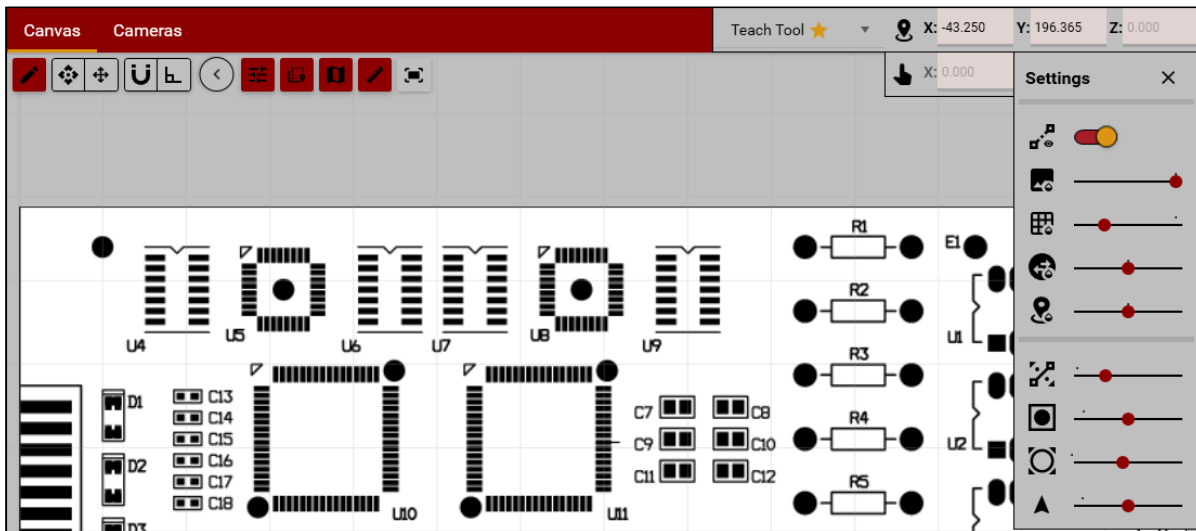 Canvas Cameras Teach Tool X: -43.250 Y: 196.365 Z: 0.000
X: 0.000 Settings
R1
E1
R2
U4 U5 U6 U7 U8 U9 U1
R3
D1 C13
C14 C7 C8
C15 C9 R4 C10 U2
D2 C16
C17 C11 C12
C18 R5
U10 U11
D3